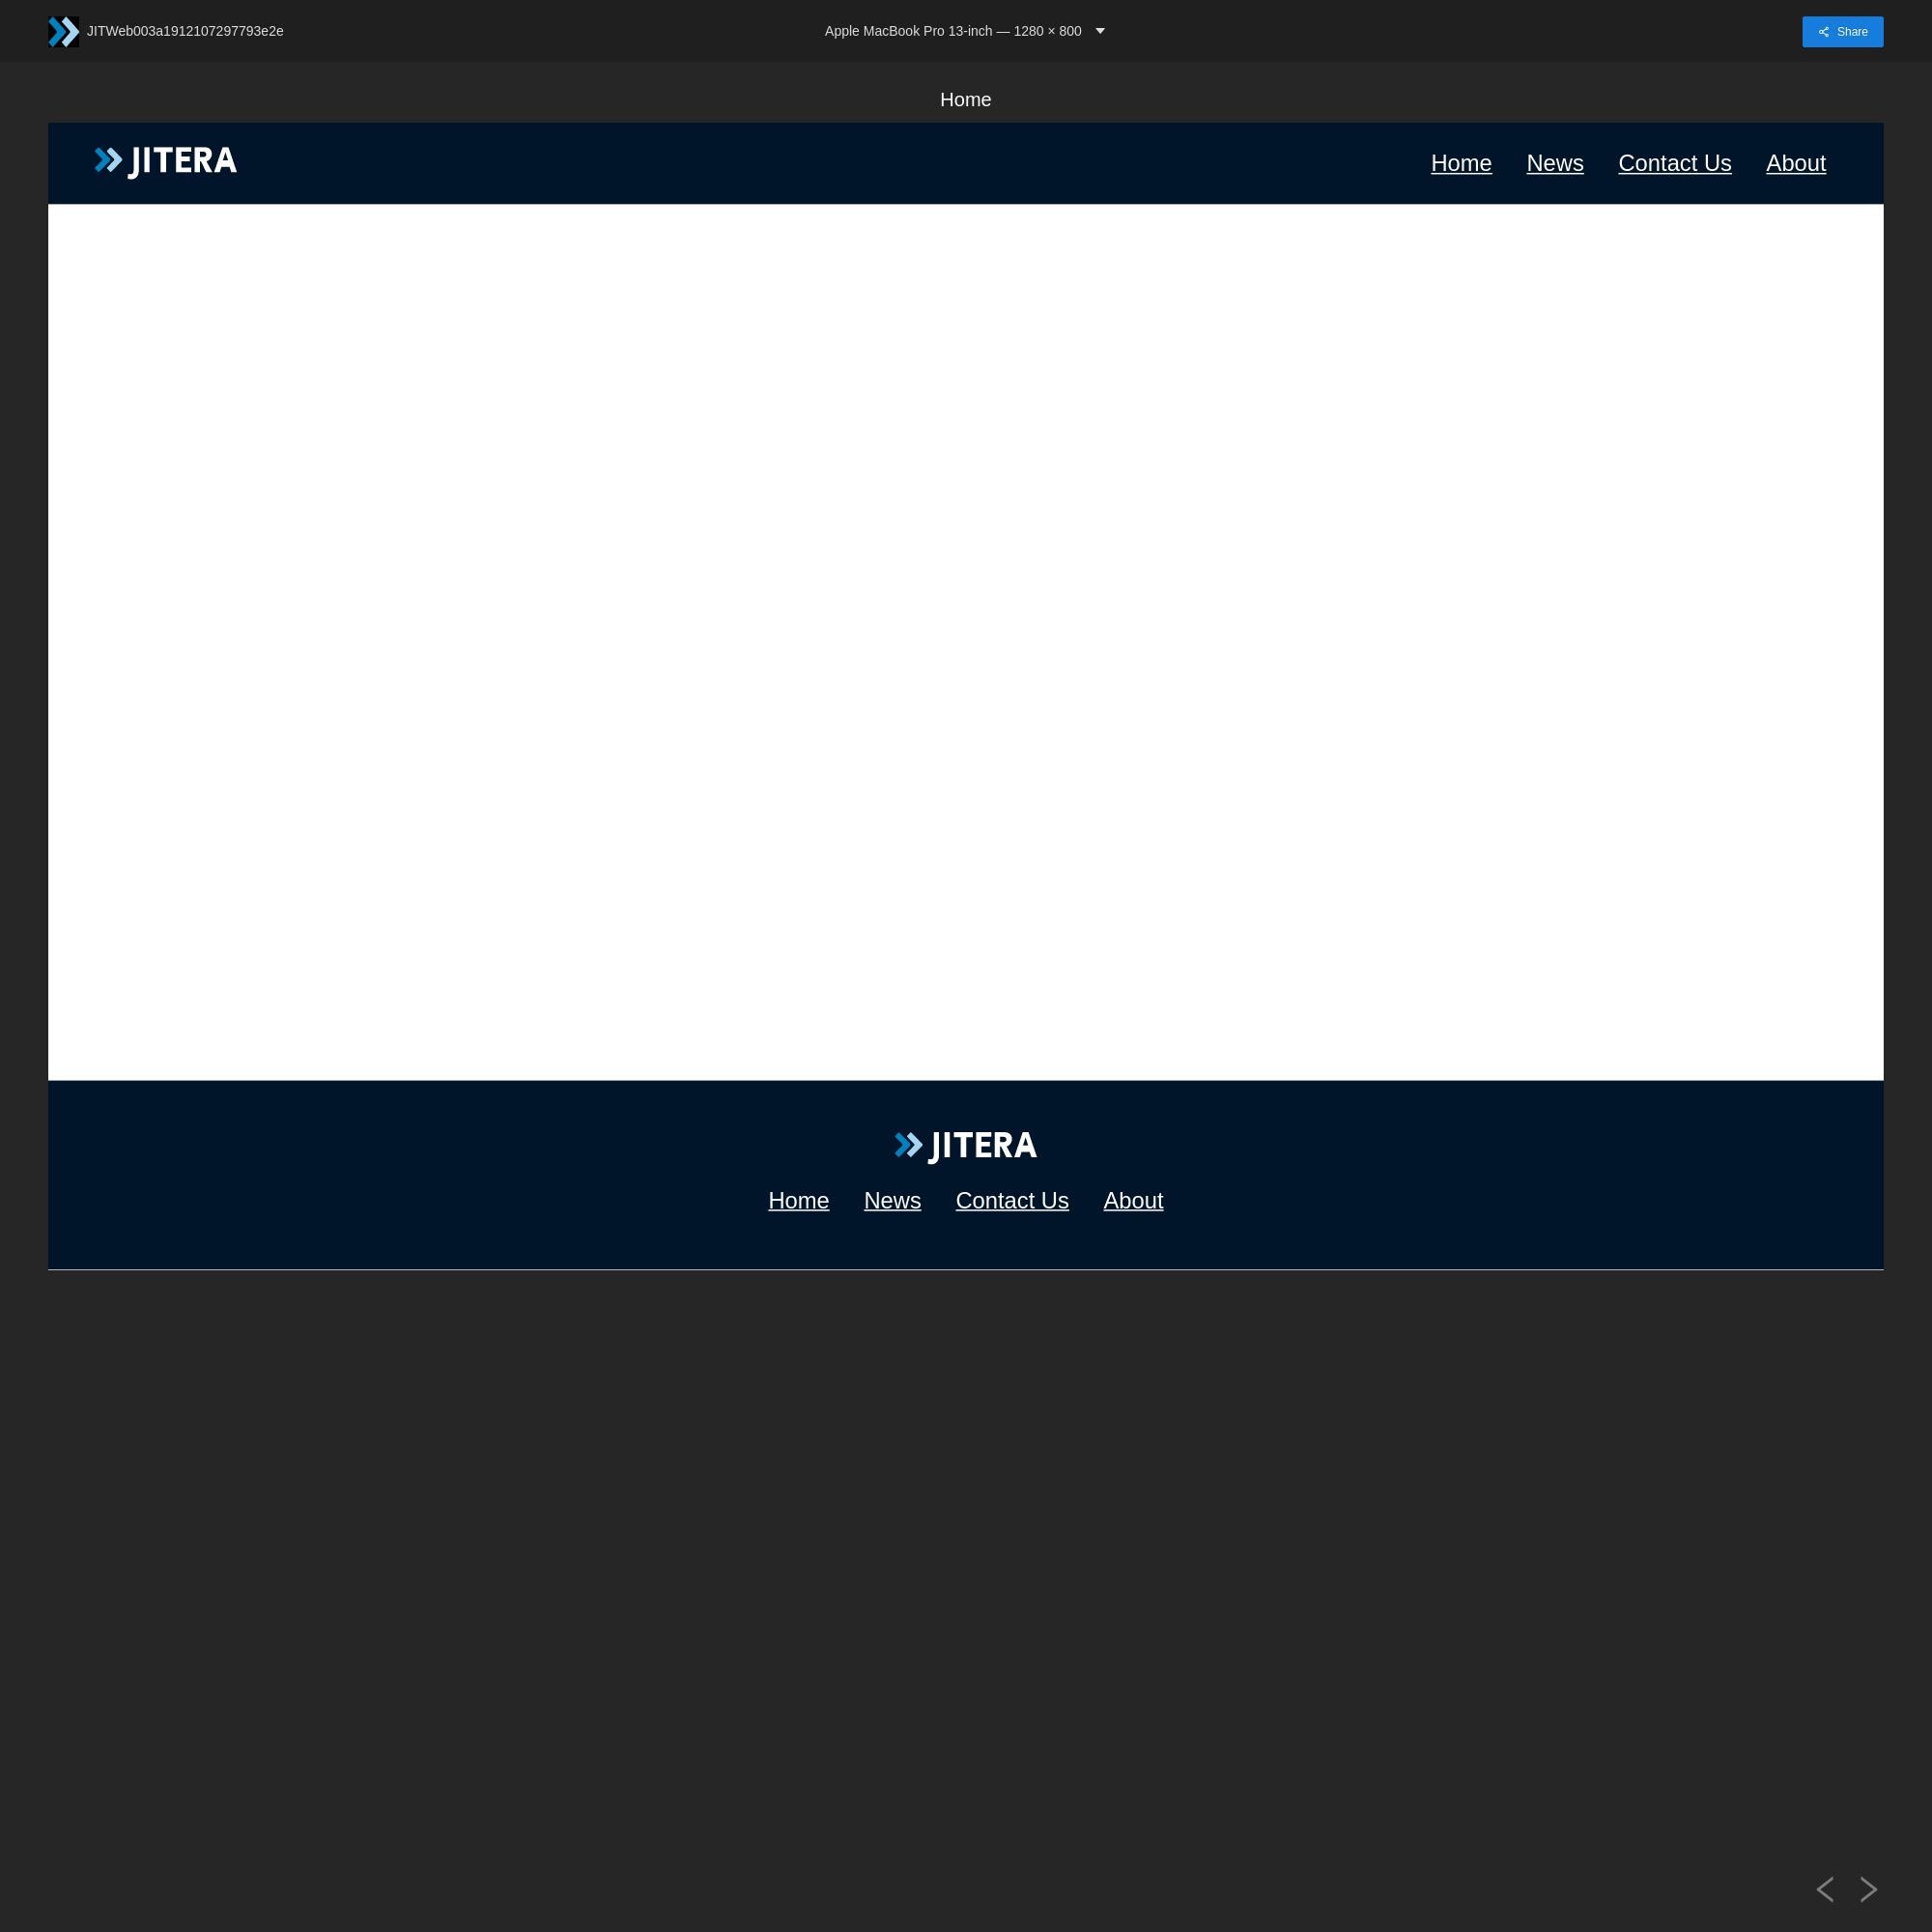 JITWeb003a1912107297793e2e
Apple MacBook Pro 13-inch — 1280 × 800
Share
Home
JITERA
Home News Contact Us About
JITERA
Home News Contact Us About